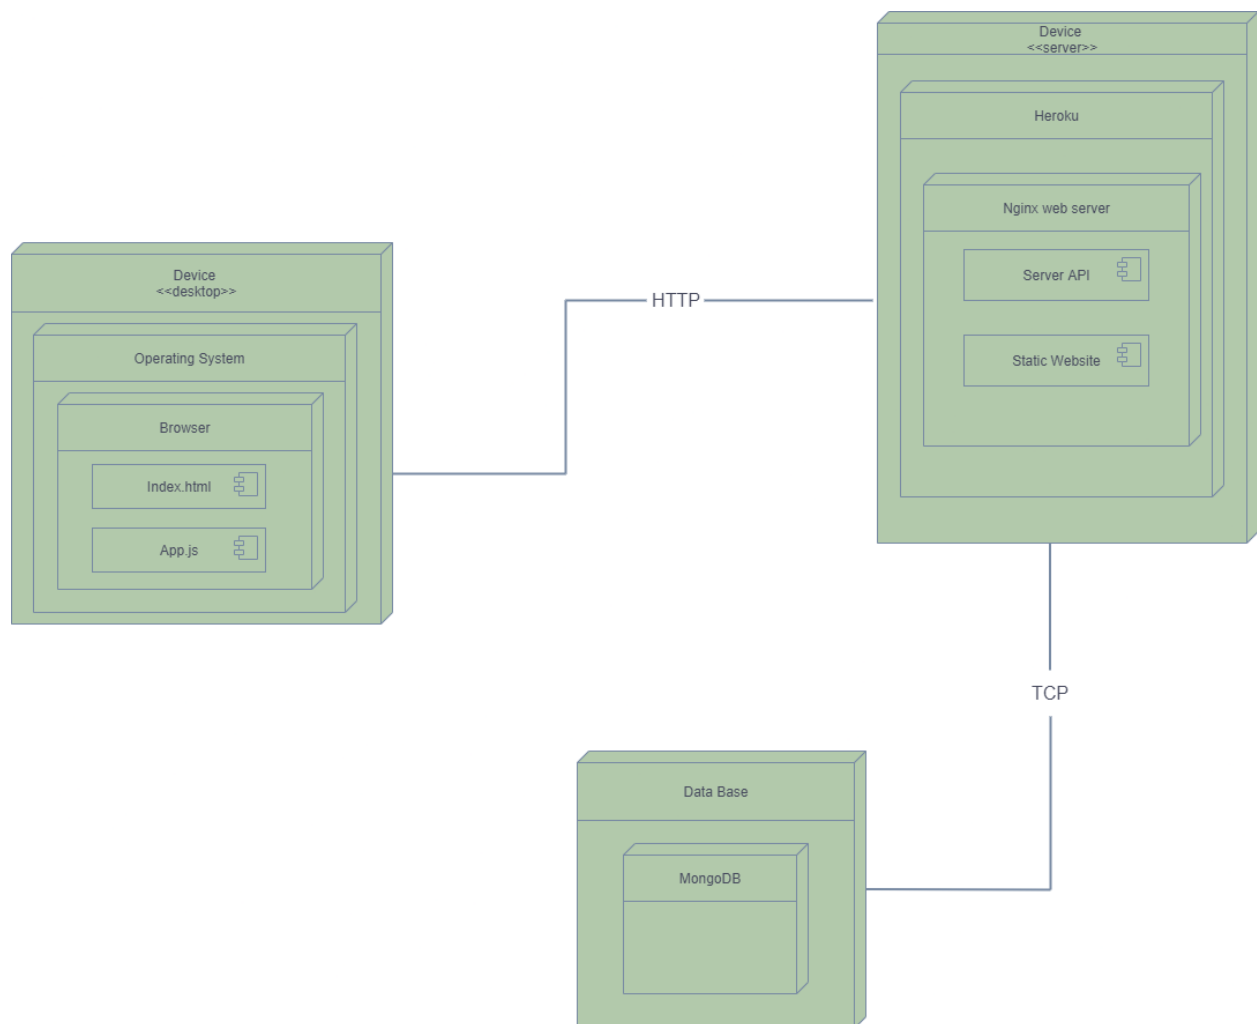 Device
<<server>>
Heroku
Nginx web server
Server API
Static Website
Device
<<desktop>>
Operating System
Browser
Index.html
App.js
HTTP
TCP
Data Base
MongoDB